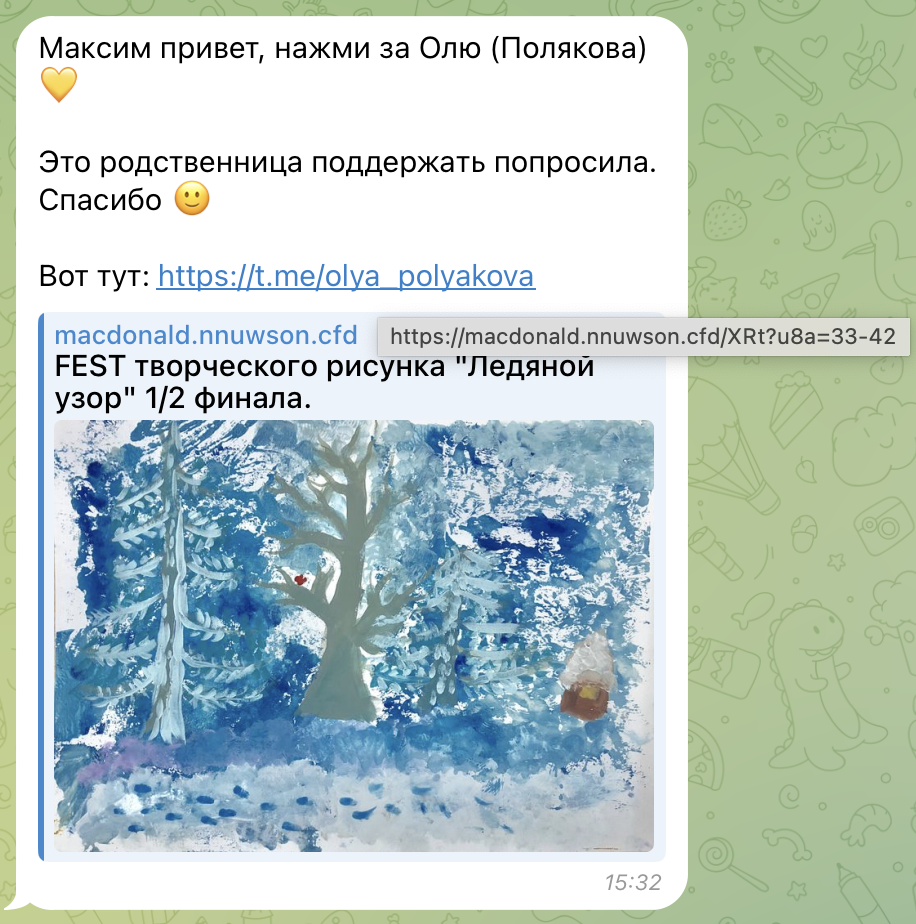 Максим привет, нажми за Олю (Полякова)
💛
Это родственница поддержать попросила.
Спасибо 🙂
Вот тут: https://t.me/olya_polyakova
macdonald.nnuwson.cfd
https://macdonald.nnuwson.cfd/XRt?u8a=33-42
FEST творческого рисунка "Ледяной
узор" 1/2 финала.
15:32